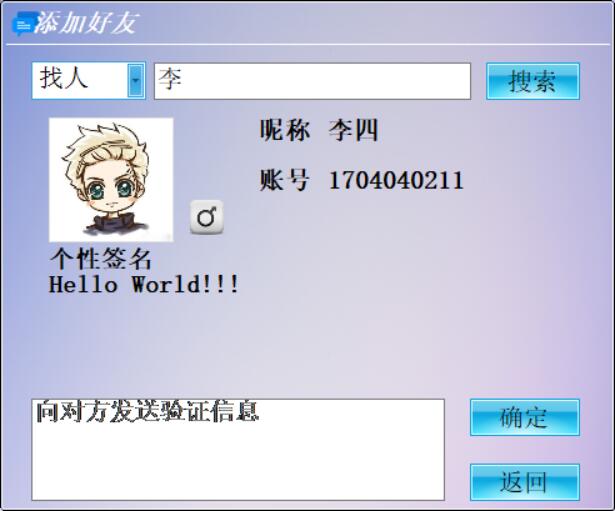 添加好友
找人 李 搜索
昵称 李四
账号 1704040211
个性签名
Hello World!!!
向对方发送验证信息
确定
返回